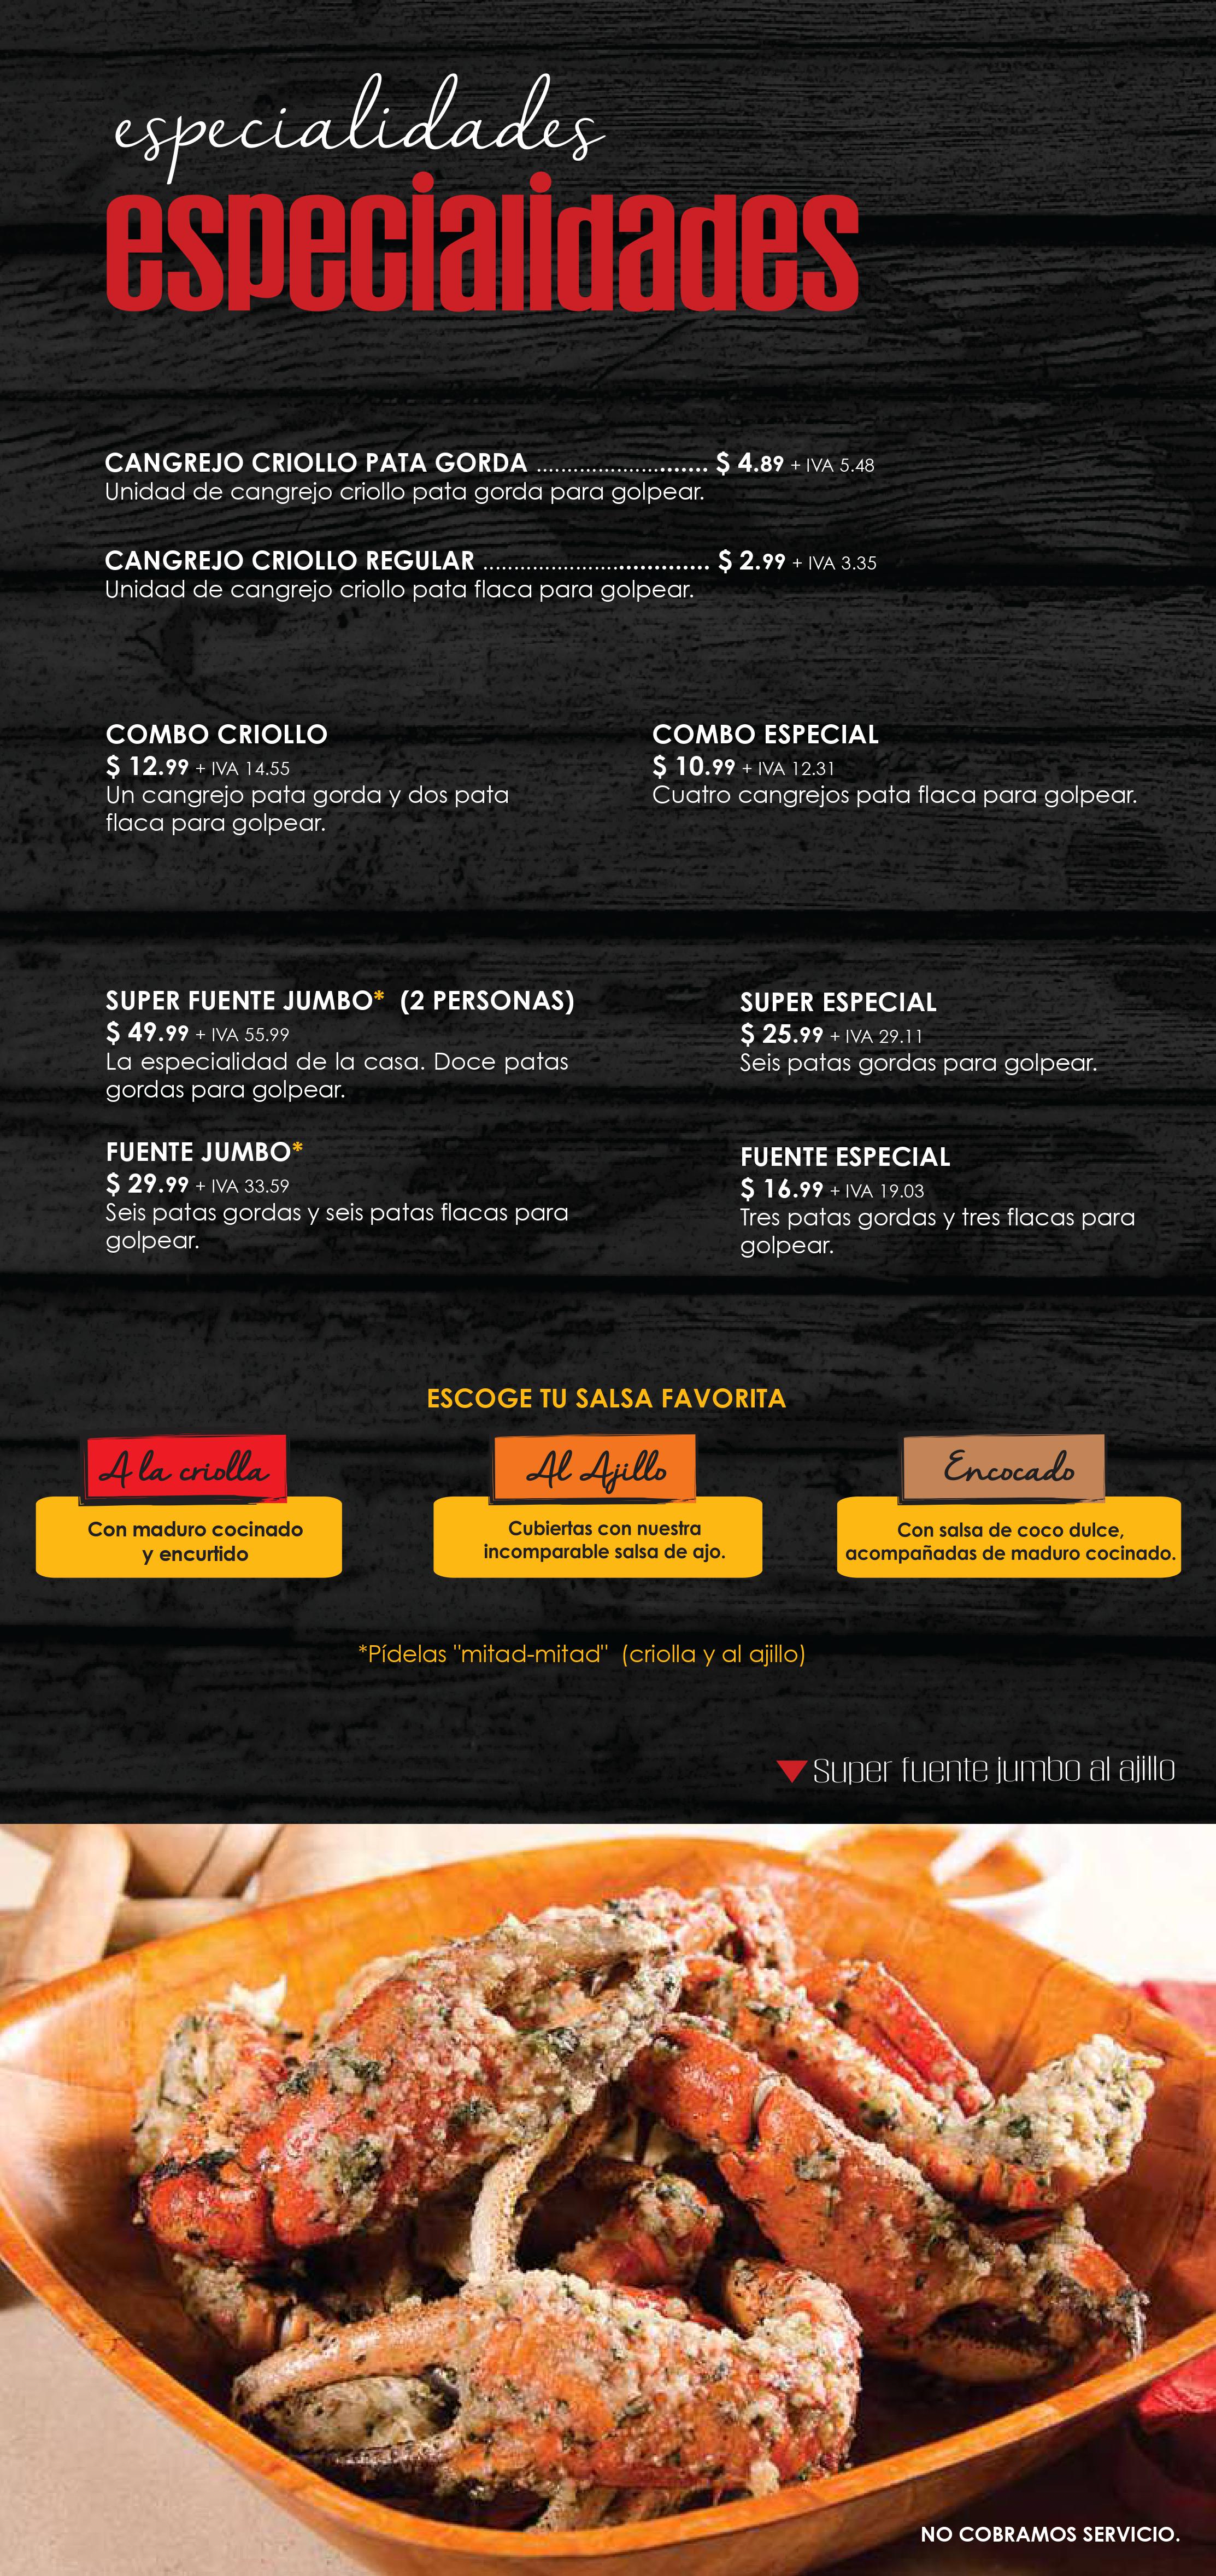 especialidades
especialidades
CANGREJO CRIOLLO PATA GORDA ............................ $ 4.89 + IVA 5.48
Unidad de cangrejo criollo pata gorda para golpear.
CANGREJO CRIOLLO REGULAR ..................................... $ 2.99 + IVA 3.35
Unidad de cangrejo criollo pata flaca para golpear.
COMBO CRIOLLO
$ 12.99 + IVA 14.55
Un cangrejo pata gorda y dos pata
flaca para golpear.
COMBO ESPECIAL
$ 10.99 + IVA 12.31
Cuatro cangrejos pata flaca para golpear.
SUPER FUENTE JUMBO* (2 PERSONAS)
$ 49.99 + IVA 55.99
La especialidad de la casa. Doce patas
gordas para golpear.
SUPER ESPECIAL
$ 25.99 + IVA 29.11
Seis patas gordas para golpear.
FUENTE JUMBO*
$ 29.99 + IVA 33.59
Seis patas gordas y seis patas flacas para
golpear.
FUENTE ESPECIAL
$ 16.99 + IVA 19.03
Tres patas gordas y tres flacas para
golpear.
ESCOGE TU SALSA FAVORITA
A la criolla
Con maduro cocinado
y encurtido
Al Ajillo
Cubiertas con nuestra
incomparable salsa de ajo.
Encocado
Con salsa de coco dulce,
acompañadas de maduro cocinado.
*Pídelas "mitad-mitad" (criolla y al ajillo)
Super fuente jumbo al ajillo
NO COBRAMOS SERVICIO.